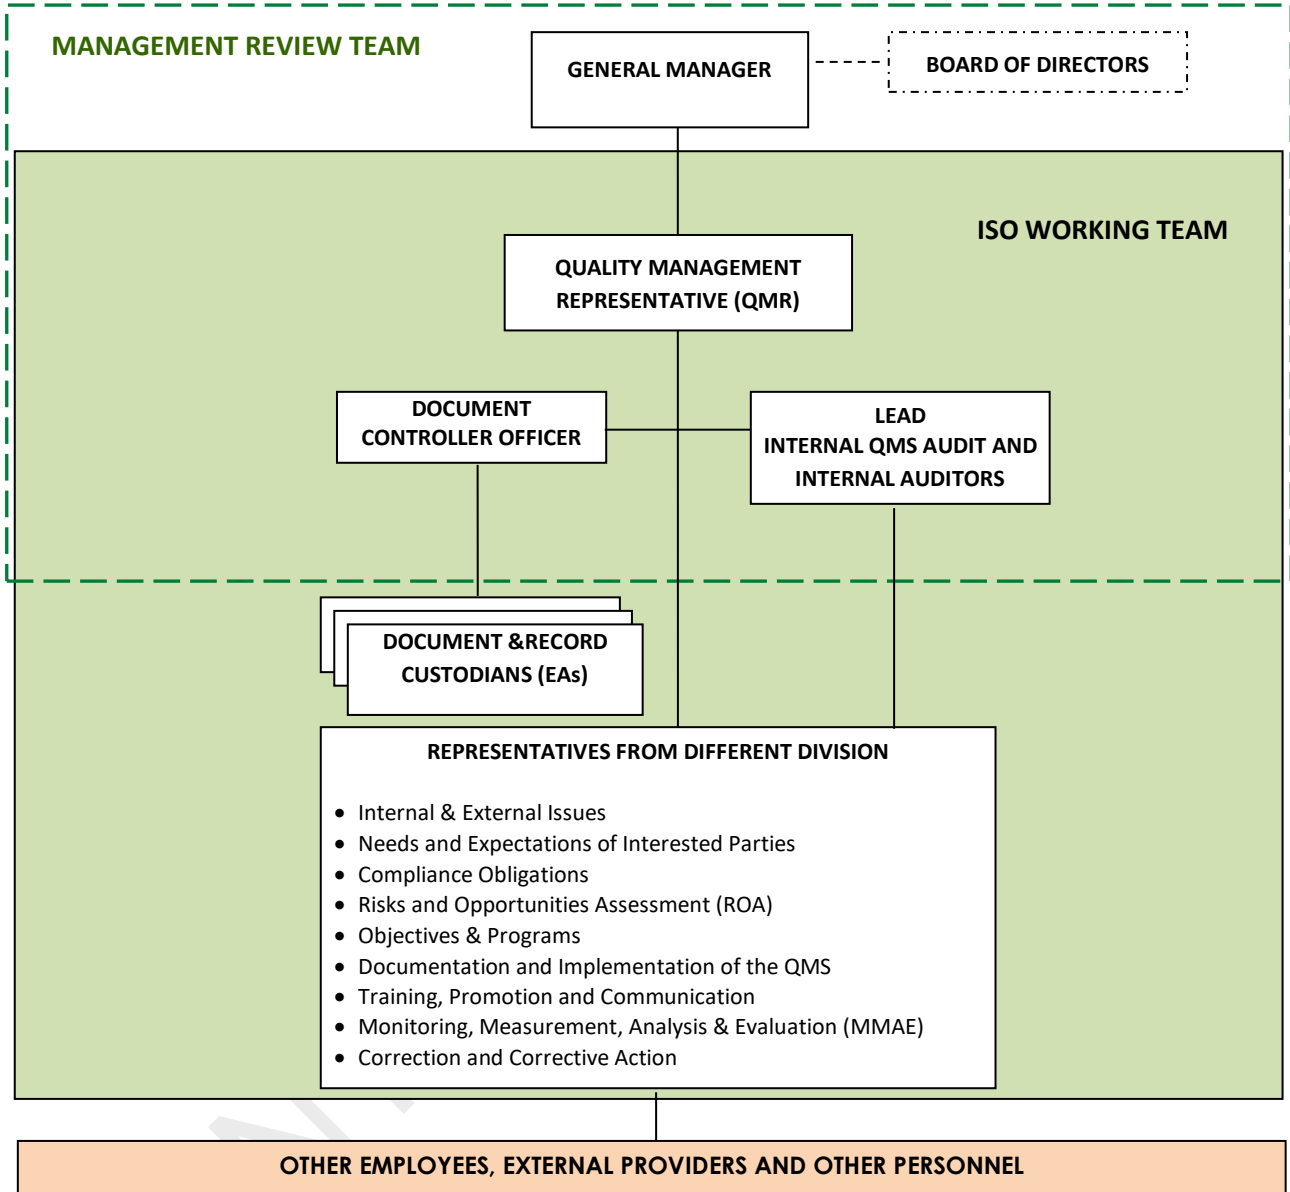 MANAGEMENT REVIEW TEAM
GENERAL MANAGER
BOARD OF DIRECTORS
ISO WORKING TEAM
QUALITY MANAGEMENT
REPRESENTATIVE (QMR)
DOCUMENT
CONTROLLER OFFICER
LEAD
INTERNAL QMS AUDIT AND
INTERNAL AUDITORS
DOCUMENT &RECORD
CUSTODIANS (EAs)
REPRESENTATIVES FROM DIFFERENT DIVISION
• Internal & External Issues
• Needs and Expectations of Interested Parties
• Compliance Obligations
• Risks and Opportunities Assessment (ROA)
• Objectives & Programs
• Documentation and Implementation of the QMS
• Training, Promotion and Communication
• Monitoring, Measurement, Analysis & Evaluation (MMAE)
• Correction and Corrective Action
OTHER EMPLOYEES, EXTERNAL PROVIDERS AND OTHER PERSONNEL